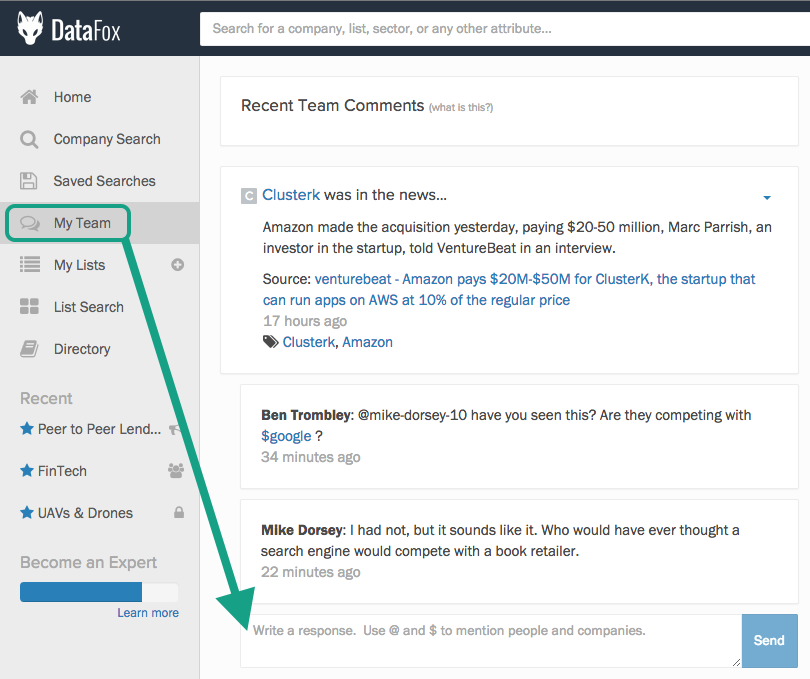 DataFox
Search for a company, list, sector, or any other attribute...
Home
Company Search
Saved Searches
My Team
My Lists
List Search
Directory
Recent
Peer to Peer Lend...
FinTech
UAVs & Drones
Become an Expert
Learn more
Recent Team Comments (what is this?)
C Clusterk was in the news...
Amazon made the acquisition yesterday, paying $20-50 million, Marc Parrish, an
investor in the startup, told VentureBeat in an interview.
Source: venturebeat - Amazon pays $20M-$50M for ClusterK, the startup that
can run apps on AWS at 10% of the regular price
17 hours ago
Clusterk, Amazon
Ben Trombley: @mike-dorsey-10 have you seen this? Are they competing with
$google ?
34 minutes ago
Mike Dorsey: I had not, but it sounds like it. Who would have ever thought a
search engine would compete with a book retailer.
22 minutes ago
Write a response. Use @ and $ to mention people and companies.
Send